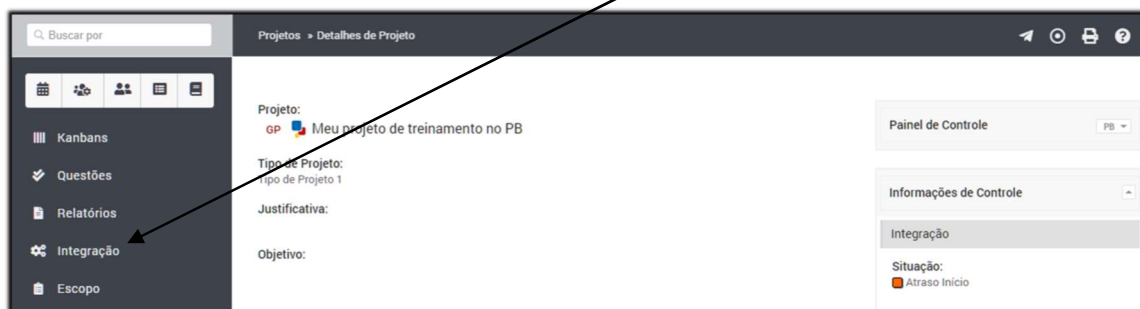 Buscar por
Projetos » Detalhes de Projeto
Kanbans
Questões
Relatórios
Integração
Escopo
Projeto:
GP Meu projeto de treinamento no PB
Tipo de Projeto:
Tipo de Projeto 1
Justificativa:
Objetivo:
Painel de Controle
PB
Informações de Controle
Integração
Situação:
Atraso Início